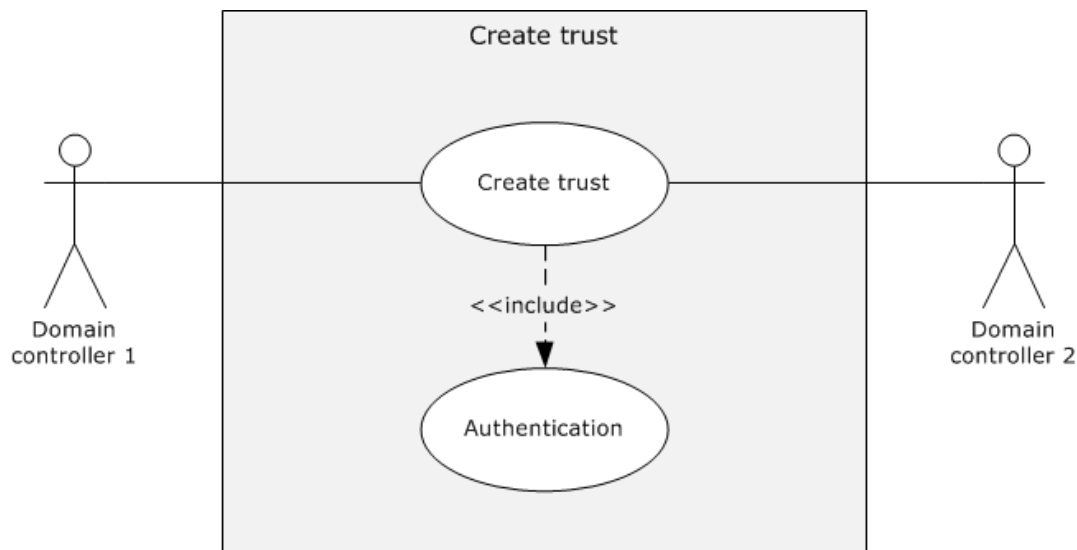 Create trust
Create trust
<<include>>
Domain
controller 1
Domain
controller 2
Authentication